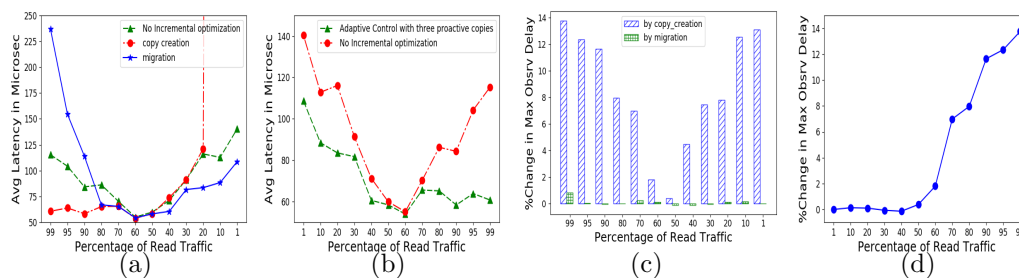 250
225
200
175
150
125
100
75
50
Avg Latency in Microsec
No Incremental optimization
copy creation
migration
99 95 90 80 70 60 50 40 30 20 10 1
Percentage of Read Traffic
(a)
140
120
100
80
60
Avg Latency in Microsec
Adaptive Control with three proactive copies
No Incremental optimization
1 10 20 30 40 50 60 70 80 90 95 99
Percentage of Read Traffic
(b)
14
12
10
8
6
4
2
0
%Change in Max Obsrv Delay
by copy_creation
by migration
99 95 90 80 70 60 50 40 30 20 10 1
Percentage of Read Traffic
(c)
14
12
10
8
6
4
2
0
%Change in Max Obsrv Delay
1 10 20 30 40 50 60 70 80 90 95 9
Percentage of Read Traffic
(d)